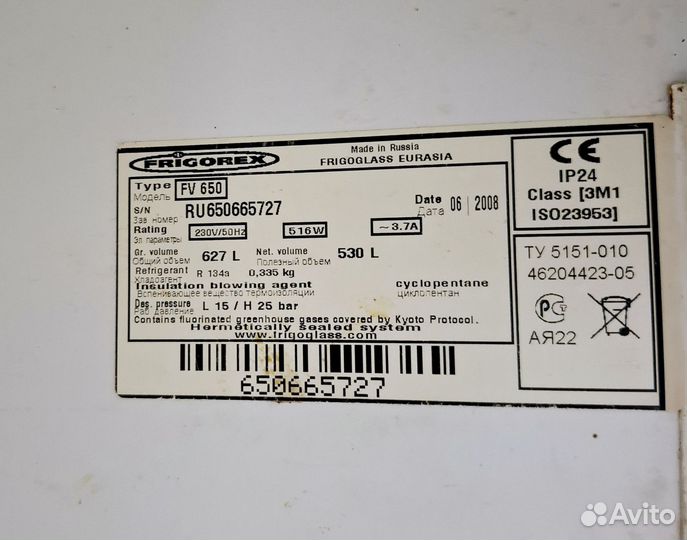 FRIGOREX
Made in Russia
FRIGOGLASS EURASIA
Type FV 650
Модель
S/N RU650665727
Зав номер
Date 06 2008
Дата
Rating 230V/50Hz 516W ~3.7A
Эл параметры
Gr. volume 627 L Net. volume 530 L
Общий объем Полезный объем
Refrigerant R 134a 0,335 kg
Хладоагент
Insulation blowing agent cyclopentane
Вспенивающее вещество термоизоляции циклопентан
Des. pressure L 15 / H 25 bar
Раб давление
Contains fluorinated greenhouse gases covered by Kyoto Protocol.
Hermetically sealed system
www.frigoglass.com
650665727
CE
IP24
Class [3M1
ISO23953]
ТУ 5151-010
46204423-05
АЯ22
Avito